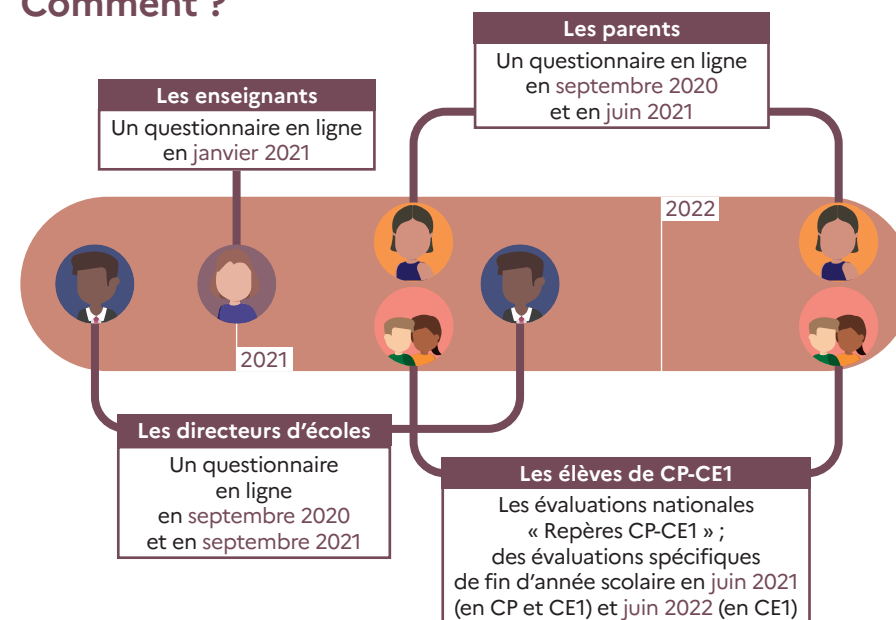 Comment ?
Les parents
Un questionnaire en ligne
en septembre 2020
et en juin 2021
Les enseignants
Un questionnaire en ligne
en janvier 2021
2022
2021
Les directeurs d'écoles
Un questionnaire
en ligne
en septembre 2020
et en septembre 2021
Les élèves de CP-CE1
Les évaluations nationales
« Repères CP-CE1 » ;
des évaluations spécifiques
de fin d'année scolaire en juin 2021
(en CP et CE1) et juin 2022 (en CE1)